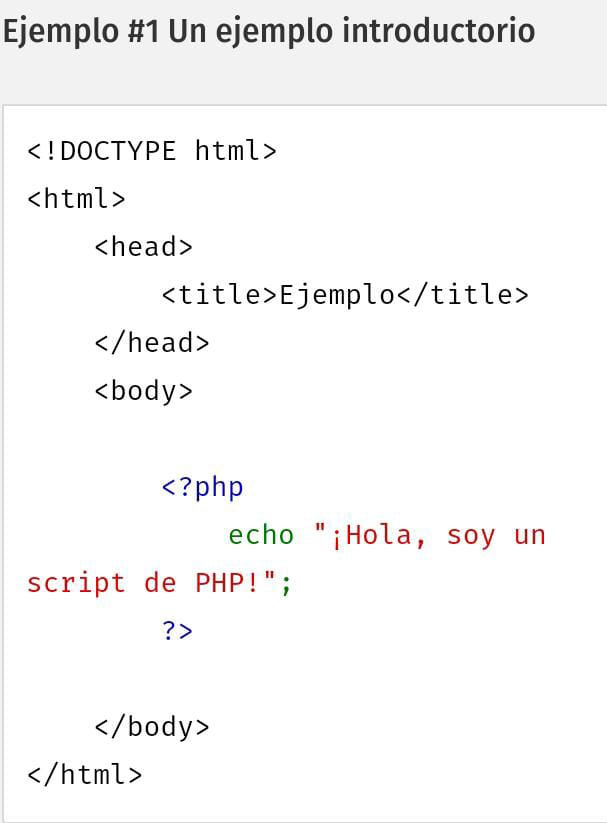 Ejemplo #1 Un ejemplo introductorio
<!DOCTYPE html>
<html>
    <head>
        <title>Ejemplo</title>
    </head>
    <body>

        <?php
            echo "¡Hola, soy un
script de PHP!";
        ?>

    </body>
</html>